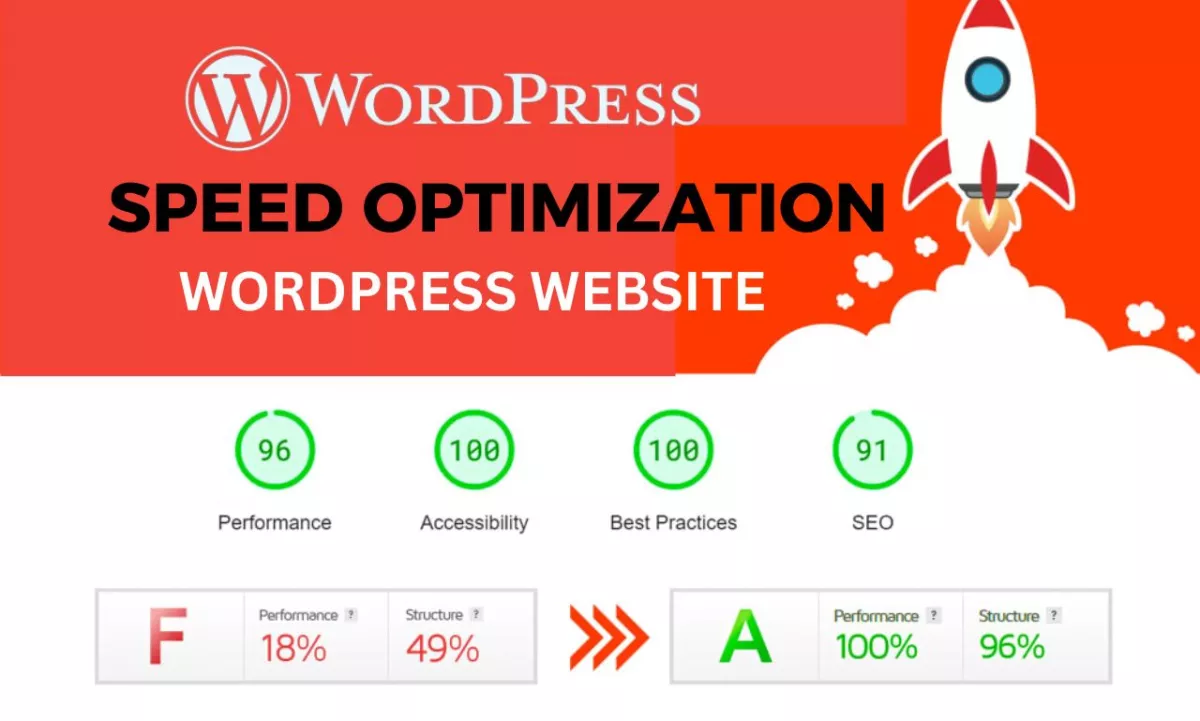 WORDPRESS
SPEED OPTIMIZATION
WORDPRESS WEBSITE
96
100
100
91
Performance
Accessibility
Best Practices
SEO
F
Performance ?
18%
Structure ?
49%
A
Performance ?
100%
Structure ?
96%